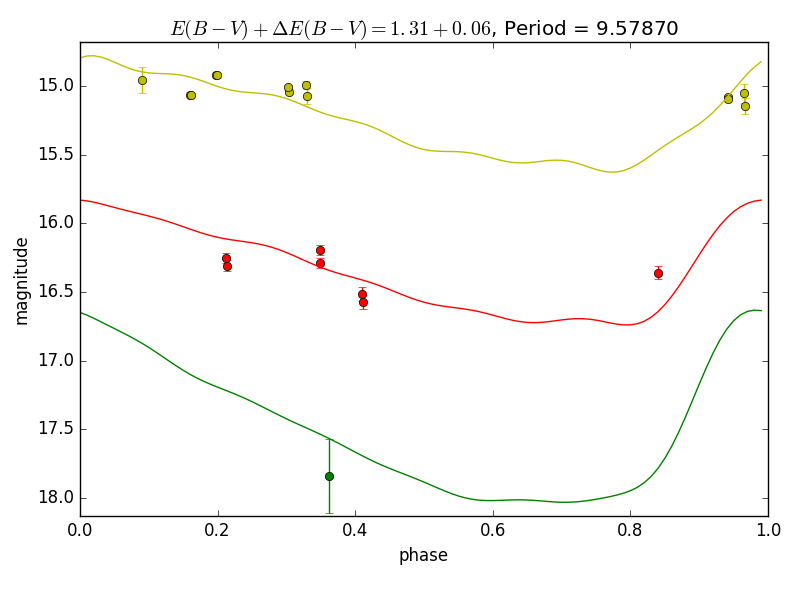 E(B − V) + ΔE(B − V) = 1.31 + 0.06, Period = 9.57870
15.0
15.5
16.0
16.5
17.0
17.5
18.0
magnitude
0.0 0.2 0.4 0.6 0.8 1.0
phase